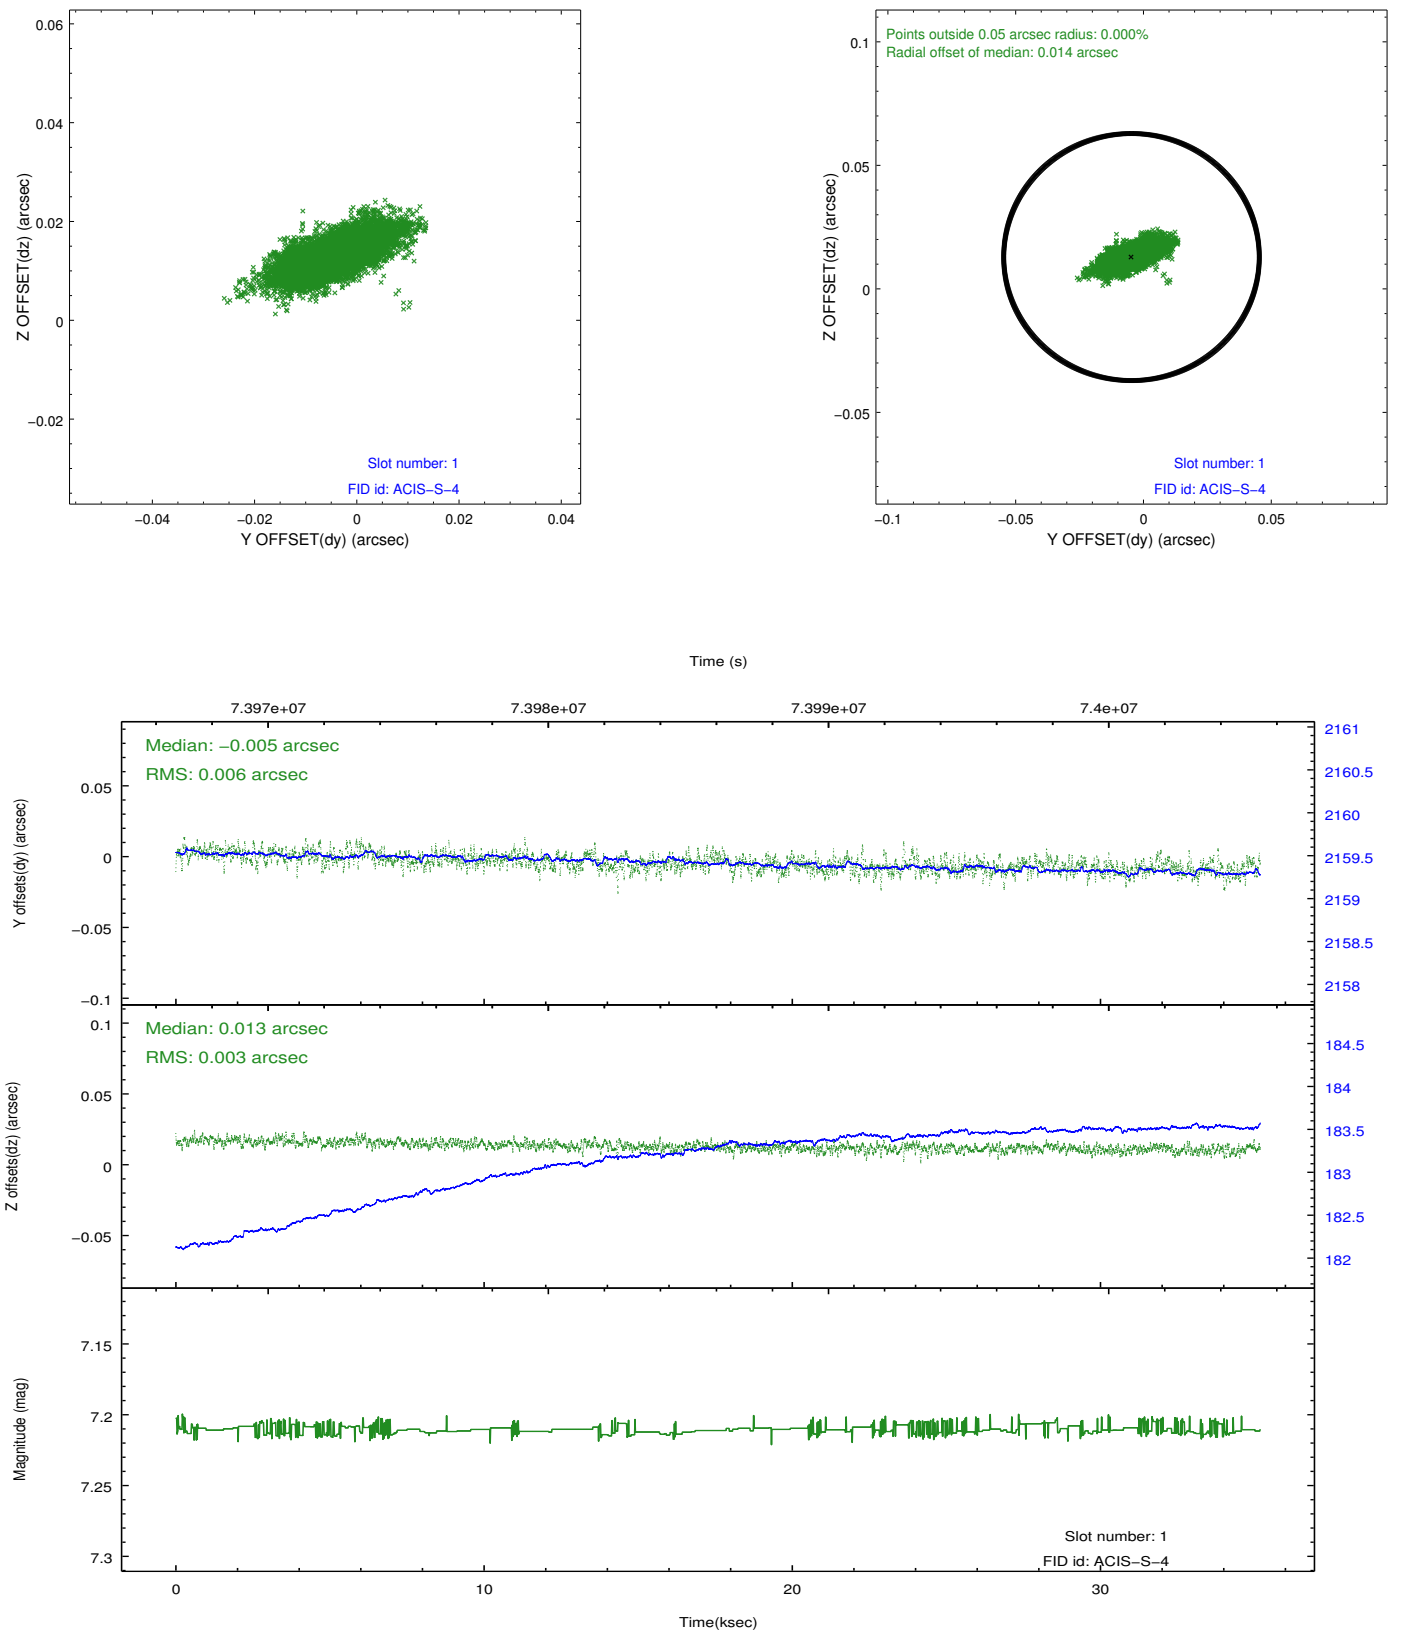 0.06
0.04
0.02
0
−0.02
Z OFFSET(dz) (arcsec)
Slot number: 1
FID id: ACIS−S−4
−0.04
−0.02
0
0.02
0.04
Y OFFSET(dy) (arcsec)
Points outside 0.05 arcsec radius: 0.000%
Radial offset of median: 0.014 arcsec
0.1
0.05
0
−0.05
Z OFFSET(dz) (arcsec)
Slot number: 1
FID id: ACIS−S−4
−0.1
−0.05
0
0.05
Y OFFSET(dy) (arcsec)
Time (s)
7.397e+07
7.398e+07
7.399e+07
7.4e+07
Median: −0.005 arcsec
RMS: 0.006 arcsec
0.05
0
−0.05
−0.1
Y offsets(dy) (arcsec)
2161
2160.5
2160
2159.5
2159
2158.5
2158
Median: 0.013 arcsec
RMS: 0.003 arcsec
0.1
0.05
0
−0.05
Z offsets(dz) (arcsec)
184.5
184
183.5
183
182.5
182
7.15
7.2
7.25
7.3
Magnitude (mag)
Slot number: 1
FID id: ACIS−S−4
0
10
20
30
Time(ksec)